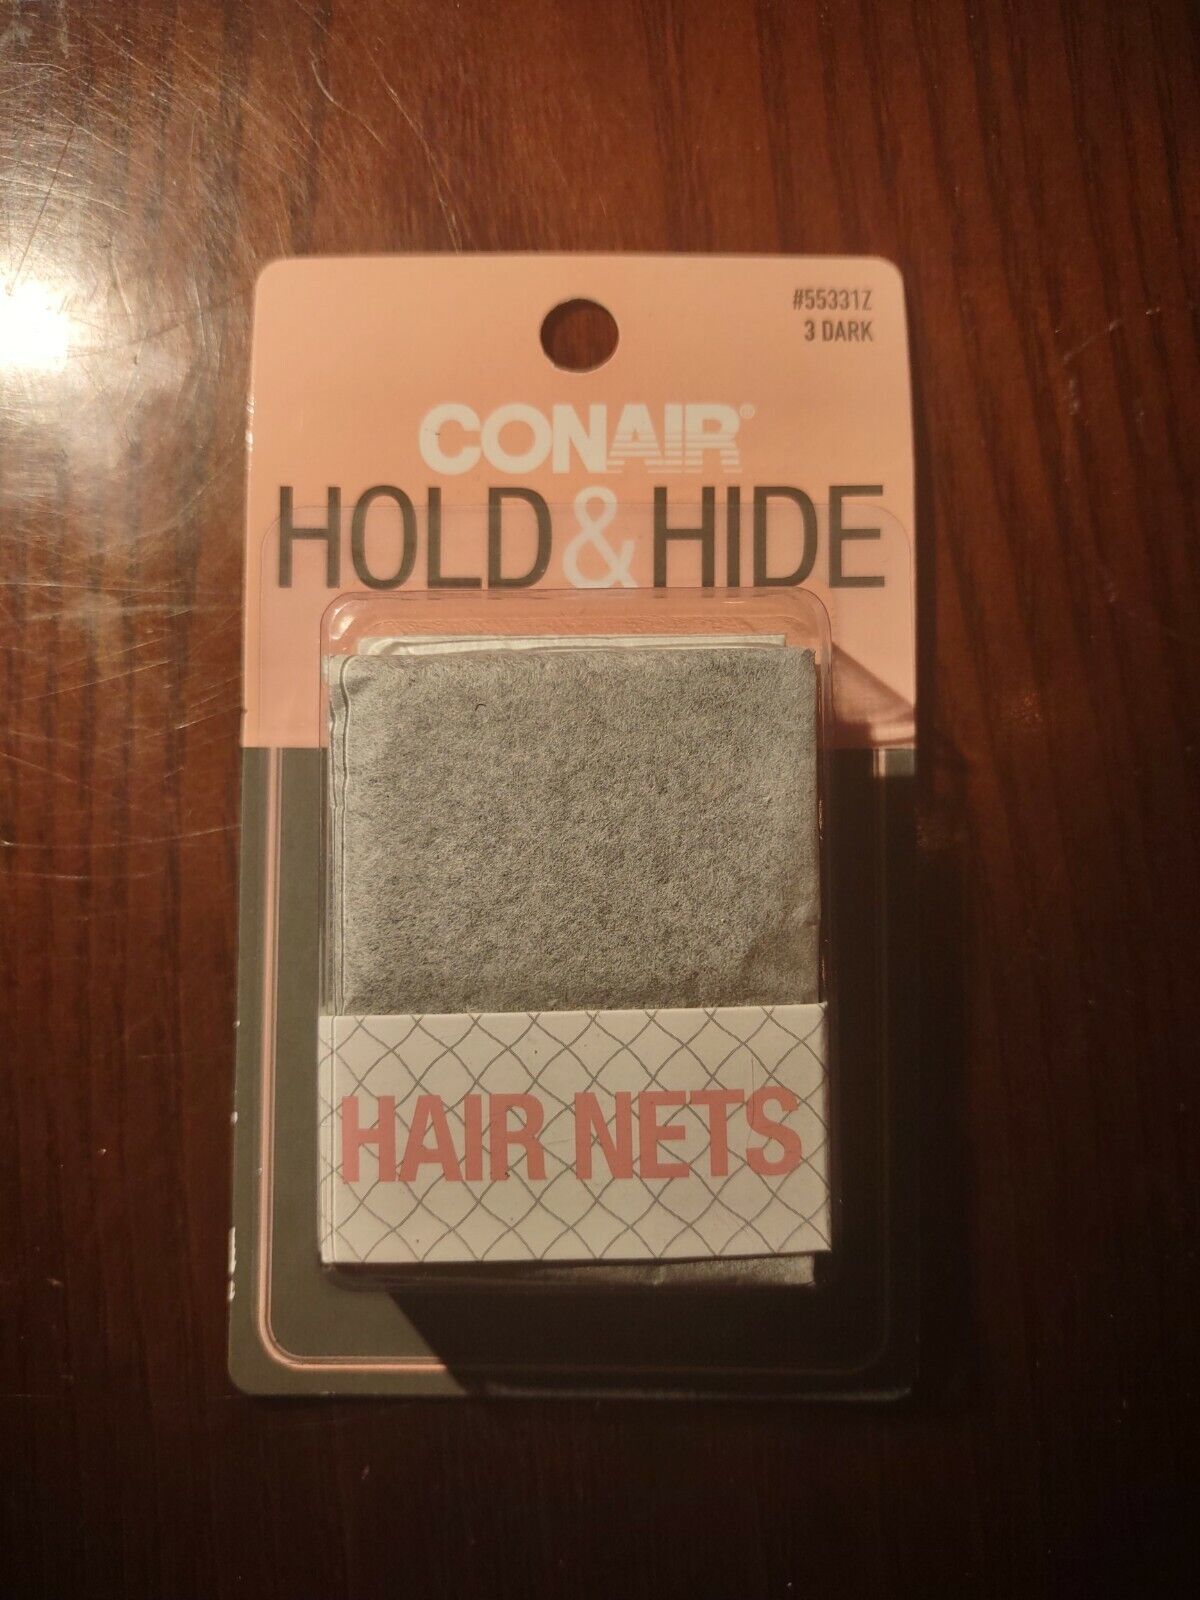 #55331Z
3 DARK
CONAIR®
HOLD & HIDE
HAIR NETS